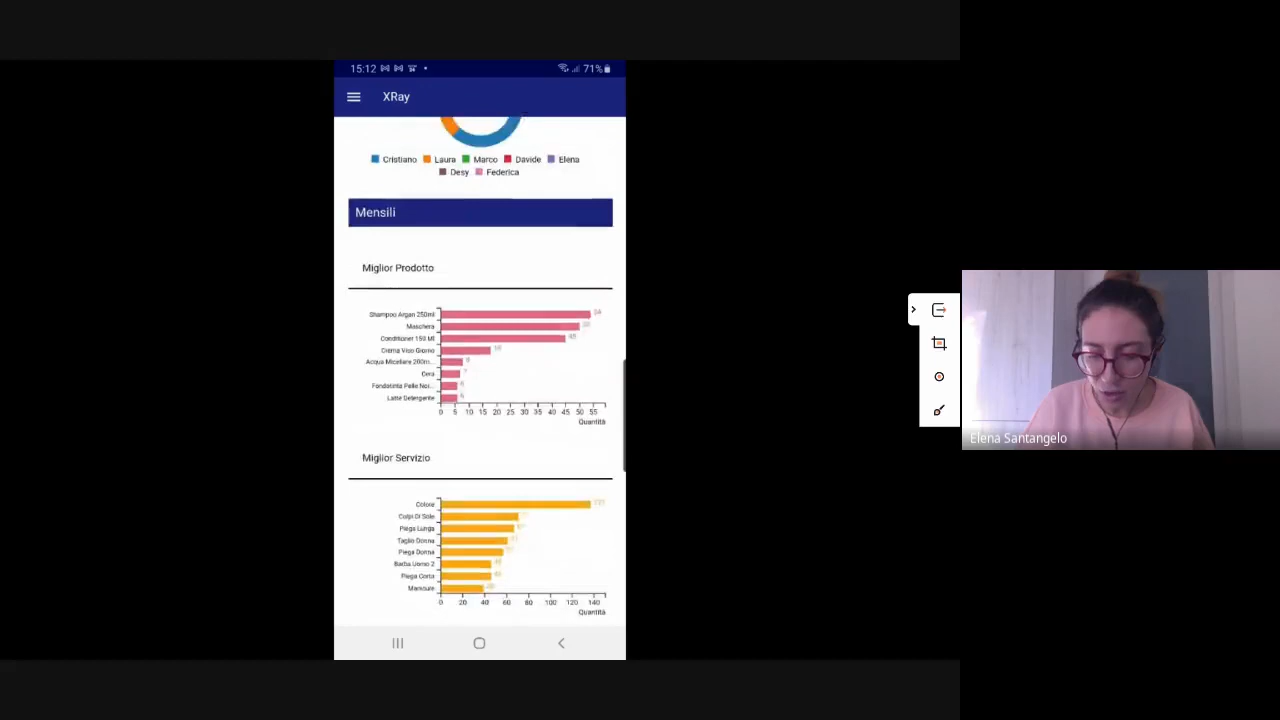 15:12
71%
XRay
Cristiano Laura Marco Davide Elena
Desy Federica
Mensili
Miglior Prodotto
Shampoo Argan 250ml
Maschera
Conditioner 150 Ml
45
Crema Viso Giorno
Acqua Micellare 200m...
Cera
Fondotinta Pelle Nor...
Latte Detergente
0 5 10 15 20 25 30 35 40 45 50 55
Quantità
Miglior Servizio
Colore
Colpi Di Sole
Piega Lunga
Taglio Donna
Piega Donna
Barba Uomo 2
Piega Corta
Manicure
0 20 40 60 80 100 120 140
Quantità
Elena Santangelo